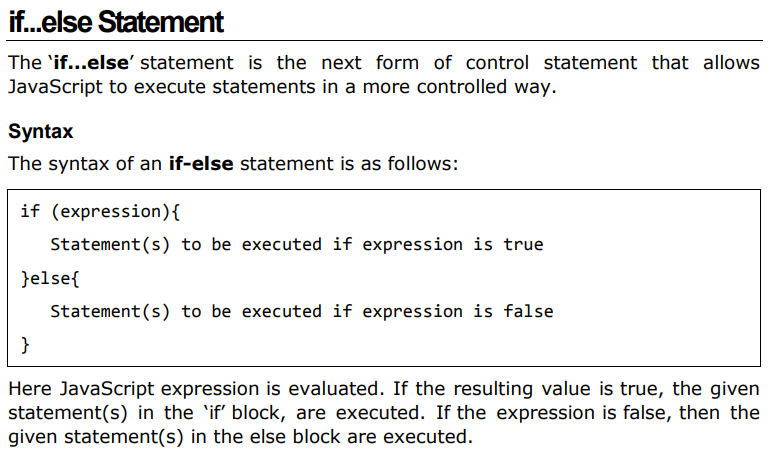 if...else Statement
The 'if...else' statement is the next form of control statement that allows
JavaScript to execute statements in a more controlled way.
Syntax
The syntax of an if-else statement is as follows:
if (expression){
   Statement(s) to be executed if expression is true
}else{
   Statement(s) to be executed if expression is false
}
Here JavaScript expression is evaluated. If the resulting value is true, the given
statement(s) in the 'if' block, are executed. If the expression is false, then the
given statement(s) in the else block are executed.